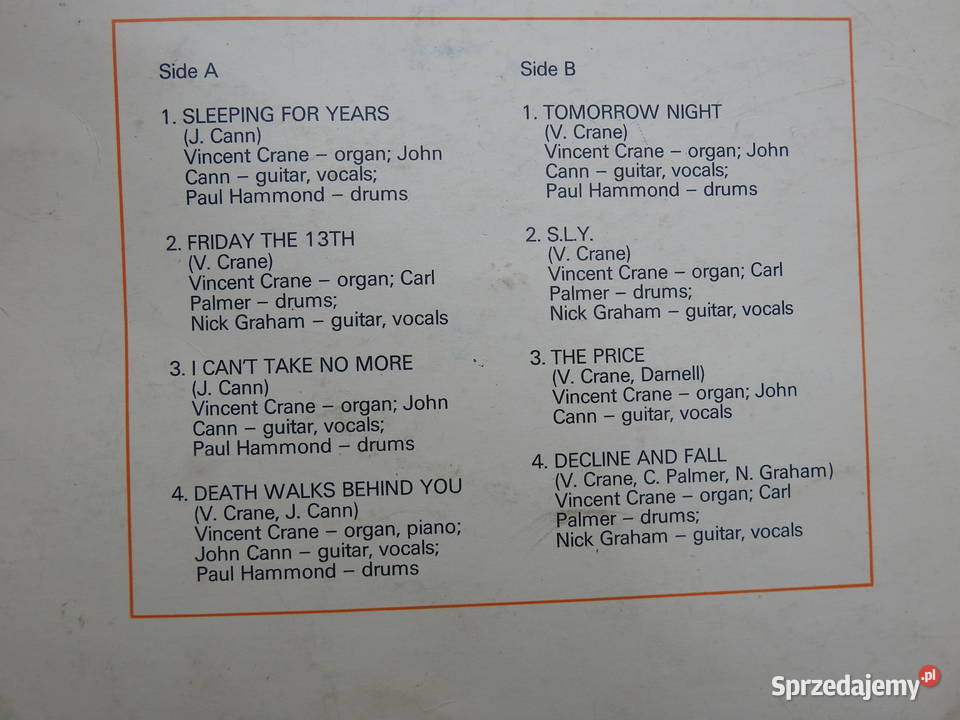 Side A
1. SLEEPING FOR YEARS
(J. Cann)
Vincent Crane – organ; John
Cann – guitar, vocals;
Paul Hammond – drums
2. FRIDAY THE 13TH
(V. Crane)
Vincent Crane – organ; Carl
Palmer – drums;
Nick Graham – guitar, vocals
3. I CAN'T TAKE NO MORE
(J. Cann)
Vincent Crane – organ; John
Cann – guitar, vocals;
Paul Hammond – drums
4. DEATH WALKS BEHIND YOU
(V. Crane, J. Cann)
Vincent Crane – organ, piano;
John Cann – guitar, vocals;
Paul Hammond – drums
Side B
1. TOMORROW NIGHT
(V. Crane)
Vincent Crane – organ; John
Cann – guitar, vocals;
Paul Hammond – drums
2. S.L.Y.
(V. Crane)
Vincent Crane – organ; Carl
Palmer – drums;
Nick Graham – guitar, vocals
3. THE PRICE
(V. Crane, Darnell)
Vincent Crane – organ; John
Cann – guitar, vocals
4. DECLINE AND FALL
(V. Crane, C. Palmer, N. Graham)
Vincent Crane – organ; Carl
Palmer – drums;
Nick Graham – guitar, vocals
Sprzedajemy.pl